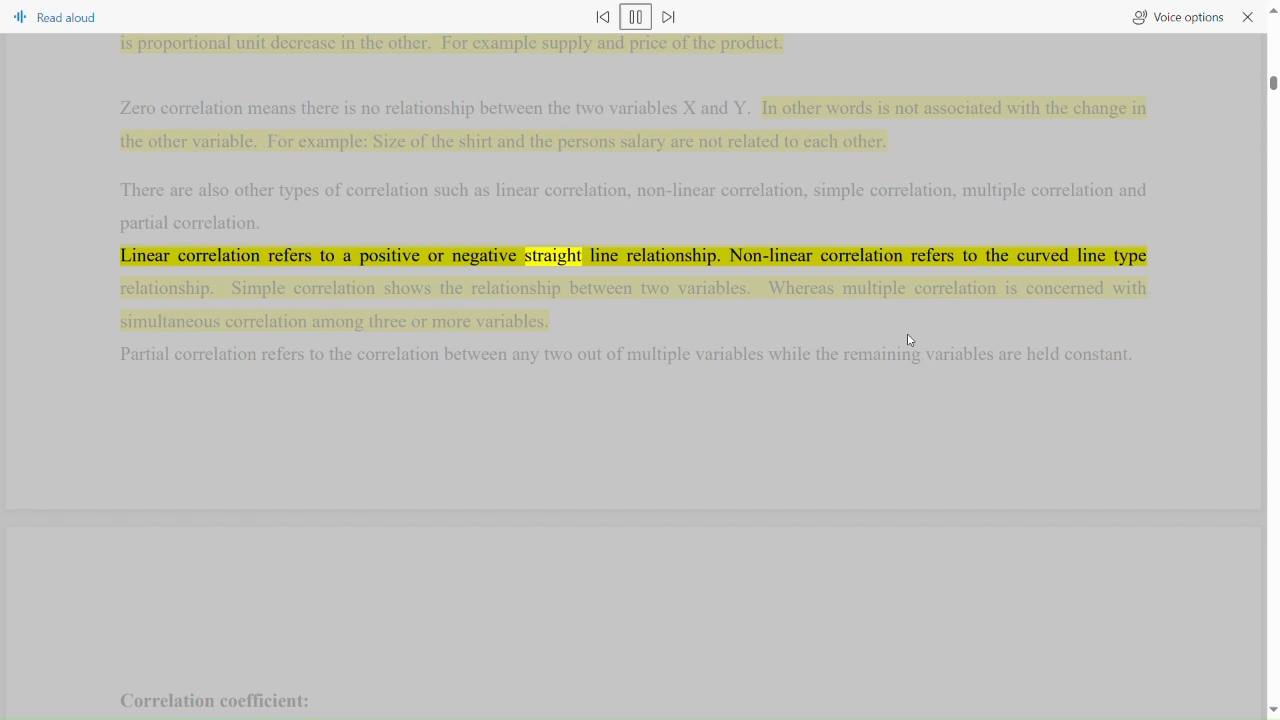 Read aloud
Voice options
is proportional unit decrease in the other.  For example supply and price of the product.
Zero correlation means there is no relationship between the two variables X and Y.  In other words is not associated with the change in
the other variable.  For example: Size of the shirt and the persons salary are not related to each other.
There are also other types of correlation such as linear correlation, non-linear correlation, simple correlation, multiple correlation and
partial correlation.
Linear correlation refers to a positive or negative straight line relationship. Non-linear correlation refers to the curved line type
relationship.  Simple correlation shows the relationship between two variables.  Whereas multiple correlation is concerned with
simultaneous correlation among three or more variables.
Partial correlation refers to the correlation between any two out of multiple variables while the remaining variables are held constant.
Correlation coefficient: